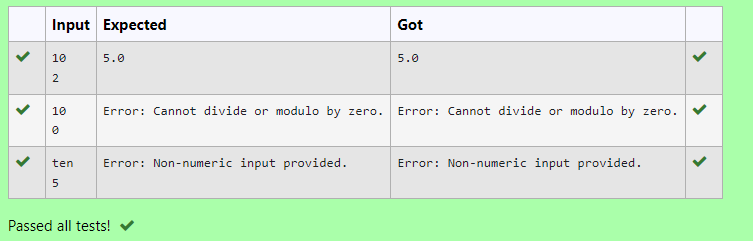 Input Expected Got
10 5.0 5.0
2
10 Error: Cannot divide or modulo by zero. Error: Cannot divide or modulo by zero.
0
ten Error: Non-numeric input provided. Error: Non-numeric input provided.
5
Passed all tests!